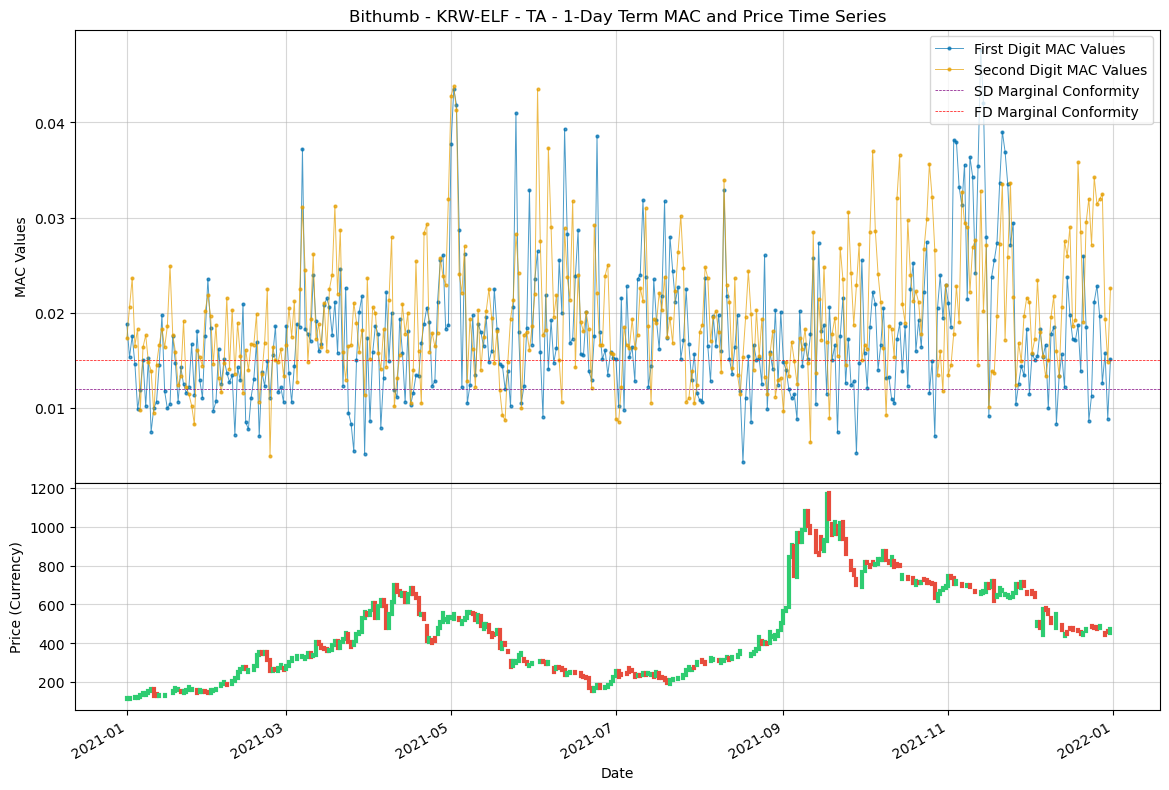 Bithumb - KRW-ELF - TA - 1-Day Term MAC and Price Time Series
First Digit MAC Values
Second Digit MAC Values
SD Marginal Conformity
FD Marginal Conformity
MAC Values
0.04
0.03
0.02
0.01
Price (Currency)
1200
1000
800
600
400
200
2021-01
2021-03
2021-05
2021-07
2021-09
2021-11
2022-01
Date